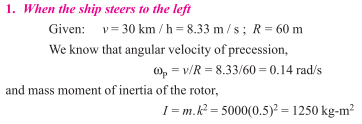 1. When the ship steers to the left
Given: v = 30 km / h = 8.33 m / s ; R = 60 m
We know that angular velocity of precession,
ωₚ = v/R = 8.33/60 = 0.14 rad/s
and mass moment of inertia of the rotor,
I = m.k² = 5000(0.5)² = 1250 kg-m²